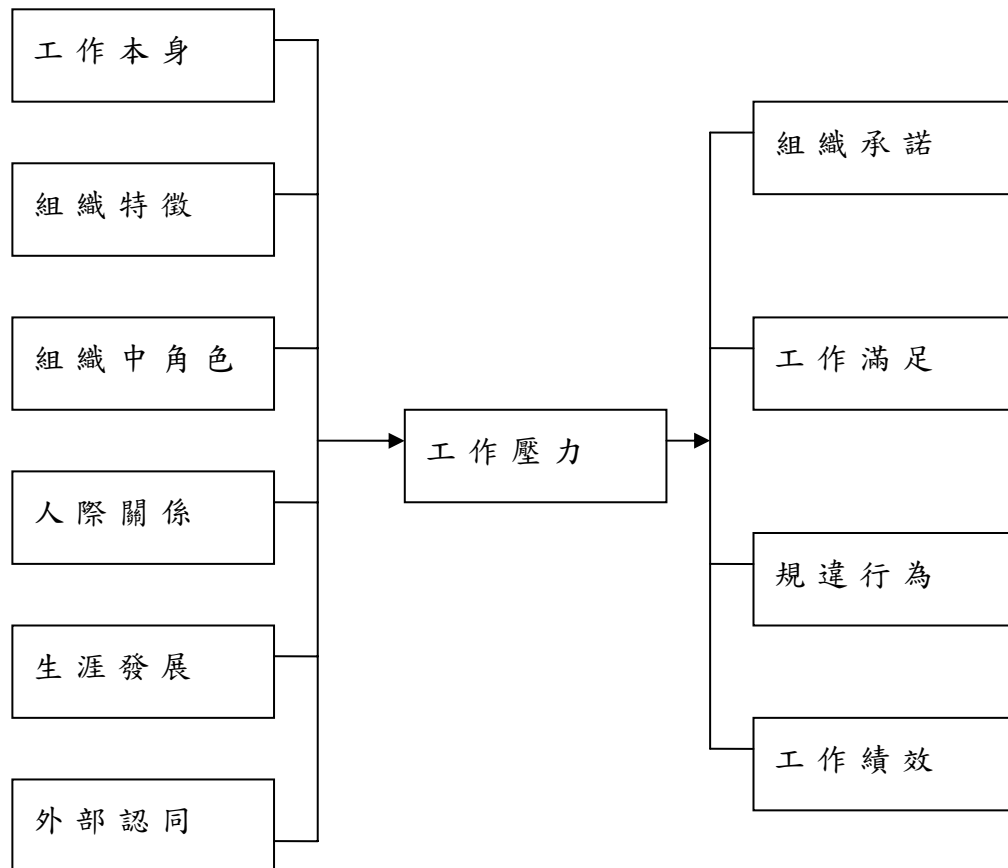 工作本身
組織特徵
組織中角色
人際關係
生涯發展
外部認同
工作壓力
組織承諾
工作滿足
規違行為
工作績效